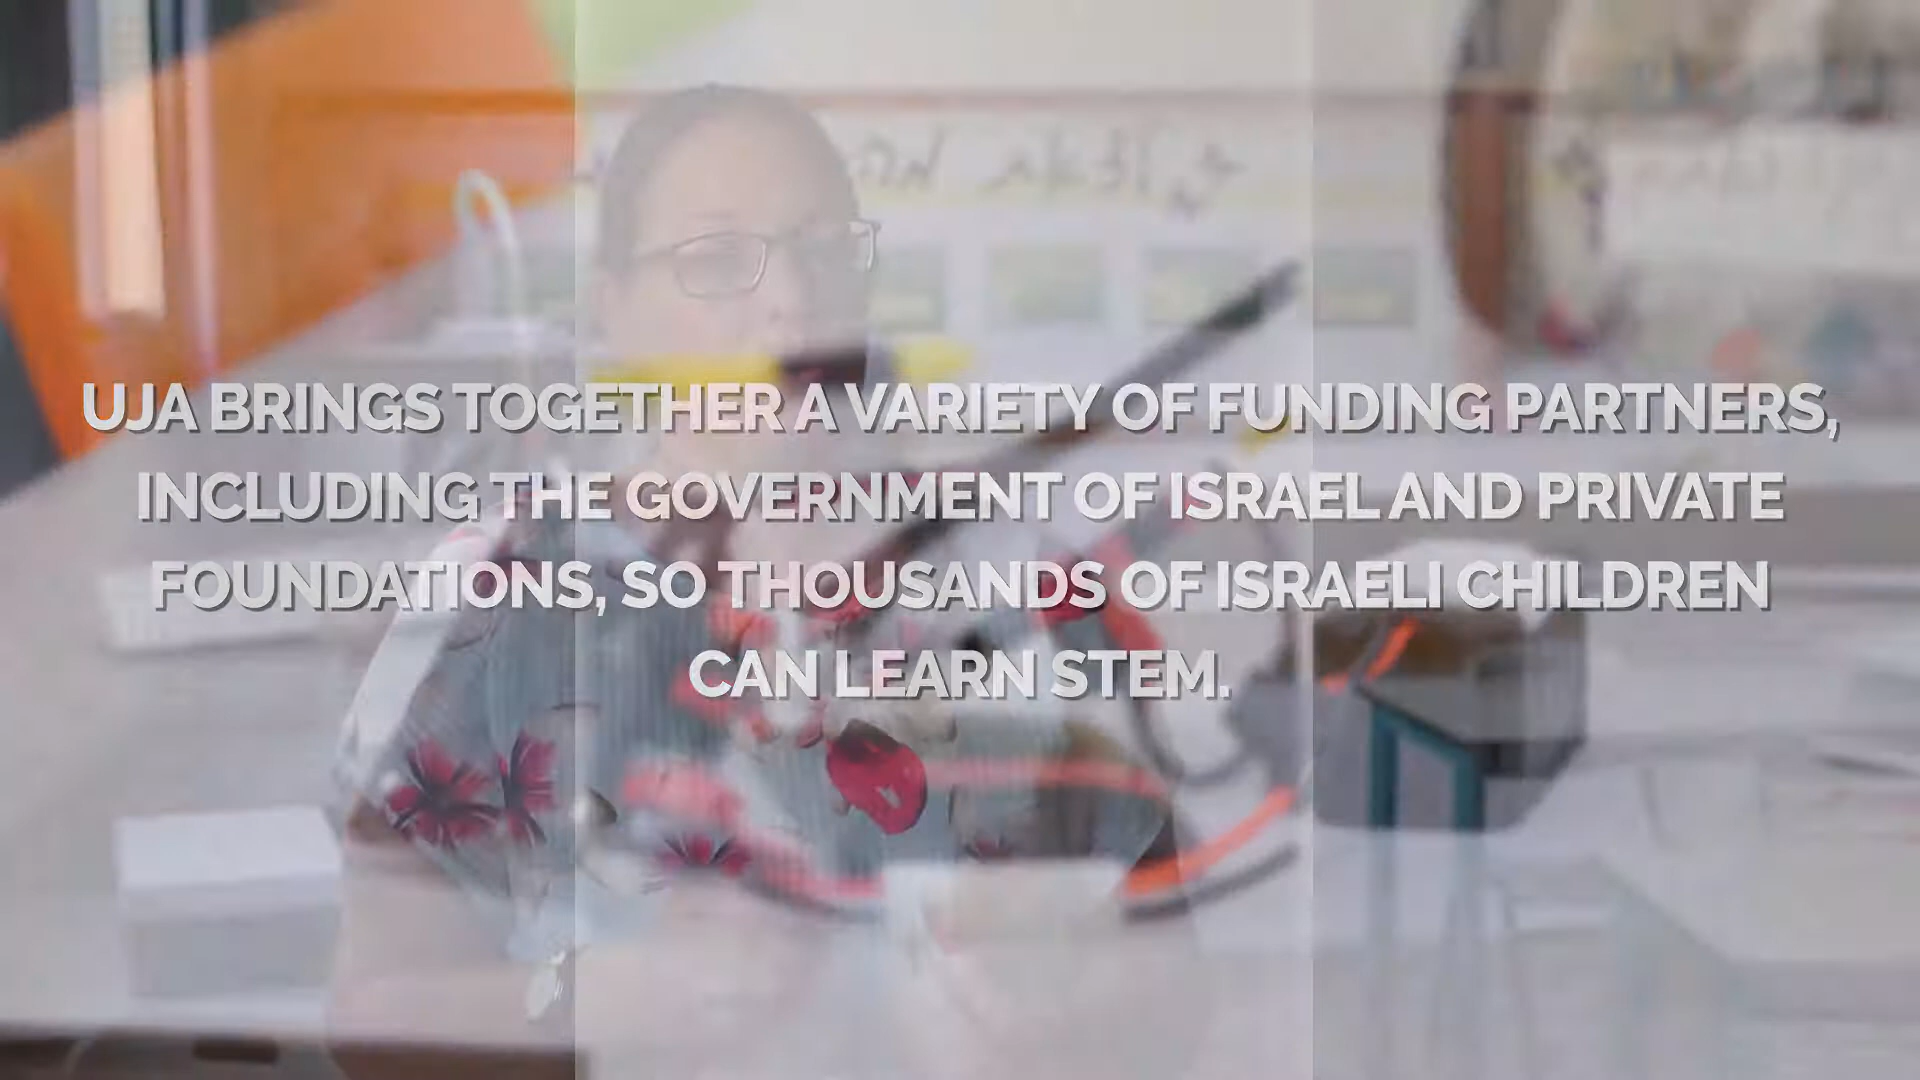 UJA BRINGS TOGETHER A VARIETY OF FUNDING PARTNERS,
INCLUDING THE GOVERNMENT OF ISRAEL AND PRIVATE
FOUNDATIONS, SO THOUSANDS OF ISRAELI CHILDREN
CAN LEARN STEM.